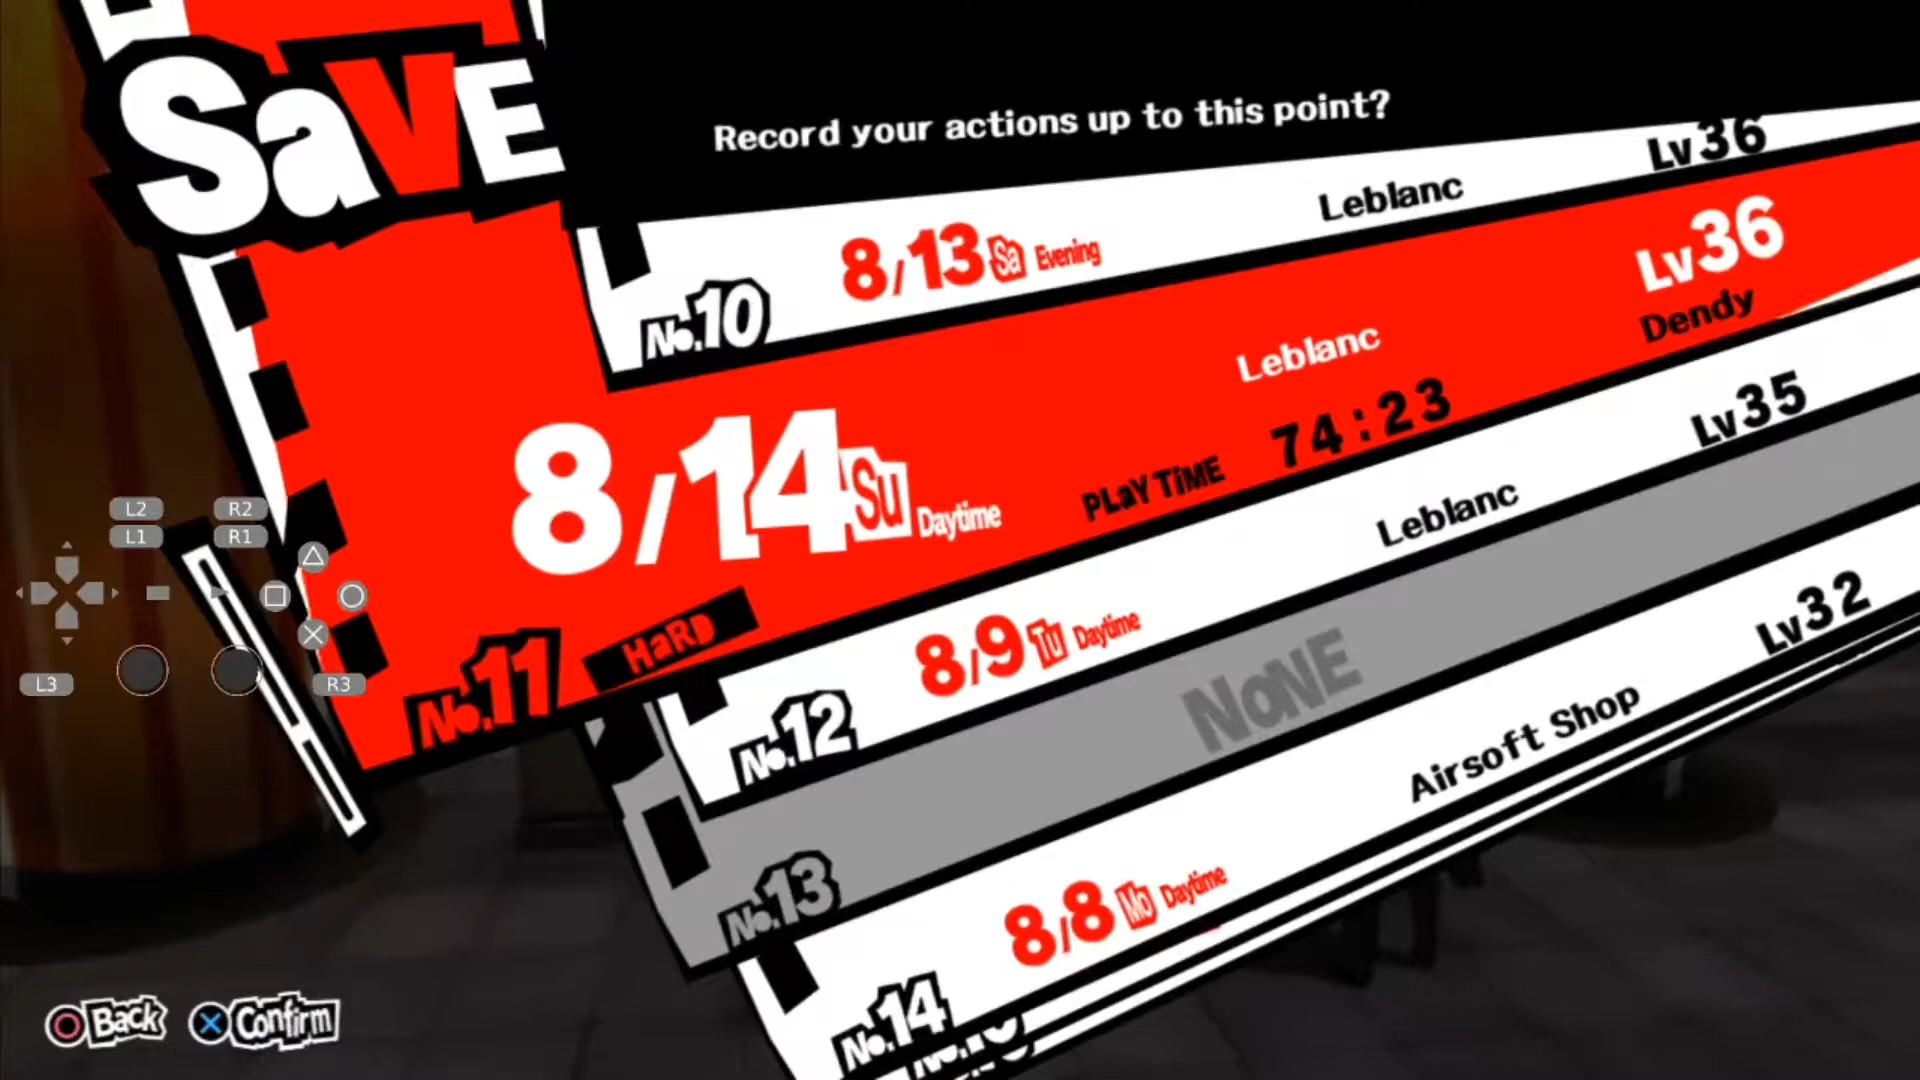 SaVE
Record your actions up to this point?
No.10 8/13 Sa Evening Leblanc Lv36
No.11 HaRD 8/14 Su Daytime Leblanc Lv36
PLaY TiME 74:23 Dendy
No.12 8/9 Tu Daytime Leblanc Lv35
No.13 NoNE
No.14 8/8 Mo Daytime Airsoft Shop Lv32
L2 R2
L1 R1
L3 R3
Back Confirm